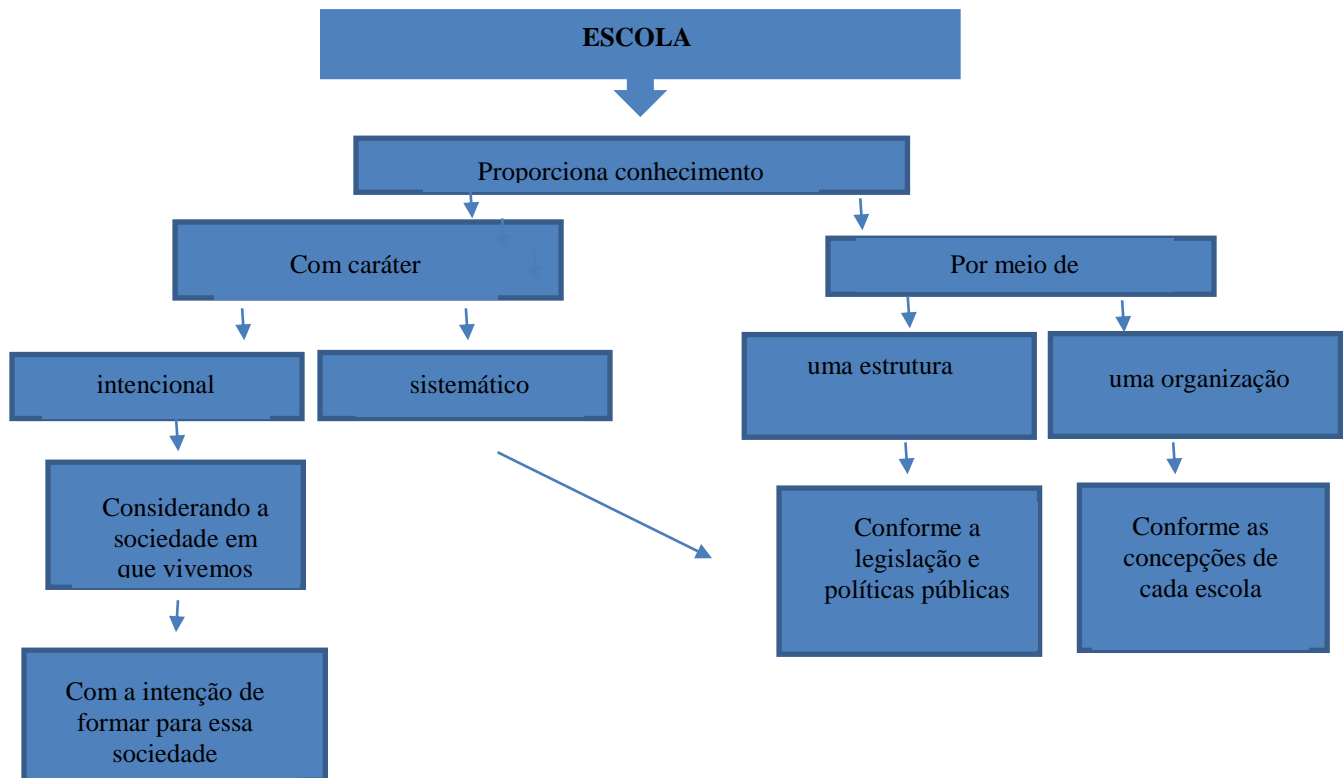 ESCOLA
Proporciona conhecimento
Com caráter
Por meio de
intencional
sistemático
uma estrutura
uma organização
Considerando a
sociedade em
que vivemos
Conforme a
legislação e
políticas públicas
Conforme as
concepções de
cada escola
Com a intenção de
formar para essa
sociedade